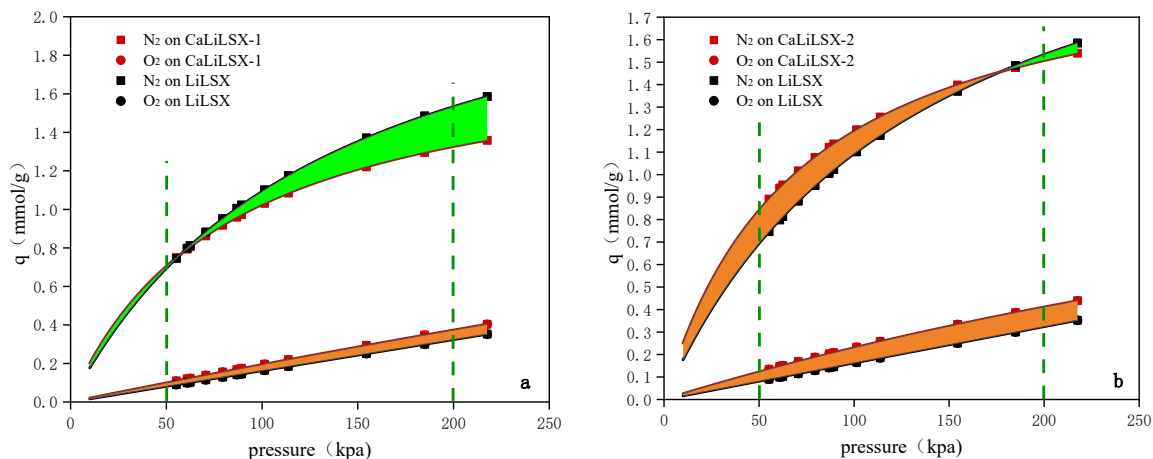 2.0
1.8
1.6
1.4
1.2
1.0
0.8
0.6
0.4
0.2
0.0
q（mmol/g）
N₂ on CaLiLSX-1
O₂ on CaLiLSX-1
N₂ on LiLSX
O₂ on LiLSX
a
0
50
100
150
200
250
pressure（kpa）
1.7
1.6
1.5
1.4
1.3
1.2
1.1
1.0
0.9
0.8
0.7
0.6
0.5
0.4
0.3
0.2
0.1
0.0
q（mmol/g）
N₂ on CaLiLSX-2
O₂ on CaLiLSX-2
N₂ on LiLSX
O₂ on LiLSX
b
0
50
100
150
200
250
pressure（kpa）